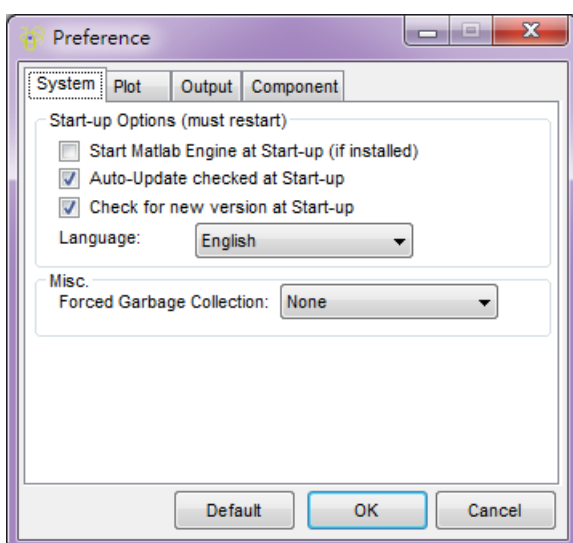 Preference
System Plot Output Component
Start-up Options (must restart)
Start Matlab Engine at Start-up (if installed)
Auto-Update checked at Start-up
Check for new version at Start-up
Language: English
Misc.
Forced Garbage Collection: None
Default OK Cancel